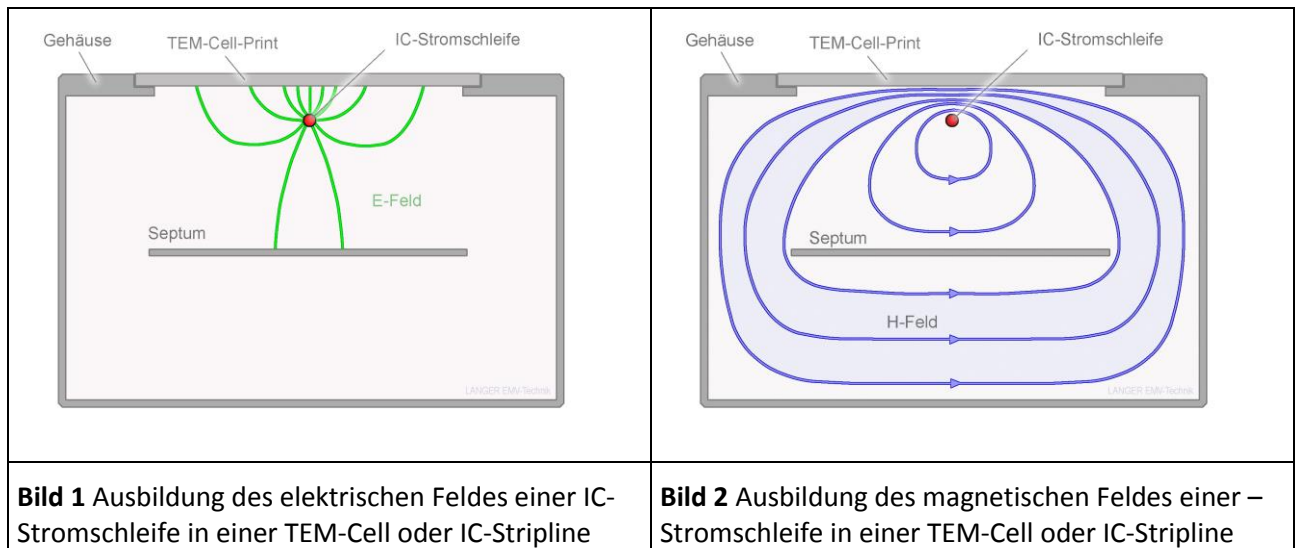 Gehäuse
TEM-Cell-Print
IC-Stromschleife
E-Feld
Septum
LANGER EMV-Technik
Bild 1 Ausbildung des elektrischen Feldes einer IC-
Stromschleife in einer TEM-Cell oder IC-Stripline
Gehäuse
TEM-Cell-Print
IC-Stromschleife
Septum
H-Feld
LANGER EMV-Technik
Bild 2 Ausbildung des magnetischen Feldes einer –
Stromschleife in einer TEM-Cell oder IC-Stripline